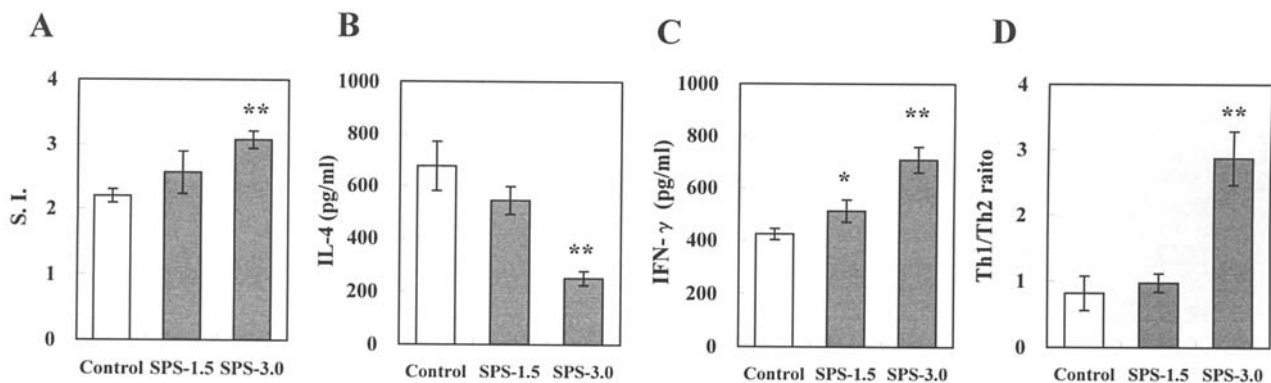 A
S. I.
4
3
2
1
0
**
Control SPS-1.5 SPS-3.0
B
IL-4 (pg/ml)
1000
800
600
400
200
0
**
Control SPS-1.5 SPS-3.0
C
IFN- γ (pg/ml)
1000
800
600
400
200
0
*
**
Control SPS-1.5 SPS-3.0
D
Th1/Th2 raito
4
3
2
1
0
**
Control SPS-1.5 SPS-3.0